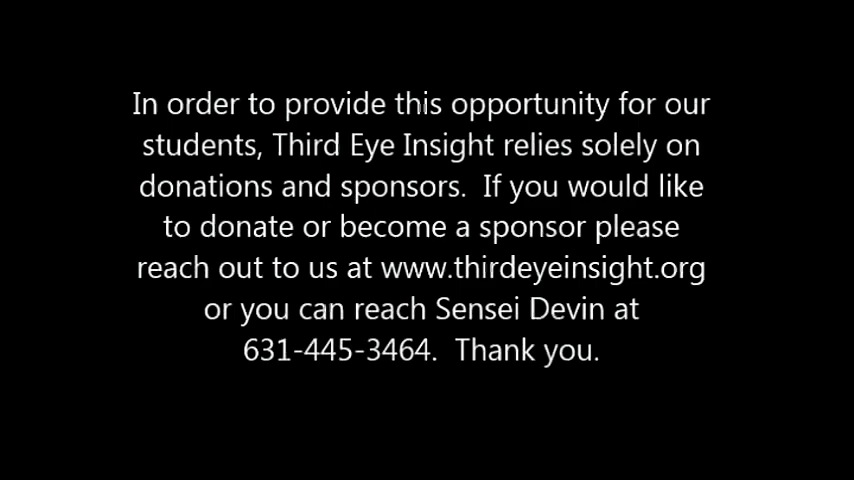 In order to provide this opportunity for our
students, Third Eye Insight relies solely on
donations and sponsors.  If you would like
to donate or become a sponsor please
reach out to us at www.thirdeyeinsight.org
or you can reach Sensei Devin at
631-445-3464.  Thank you.